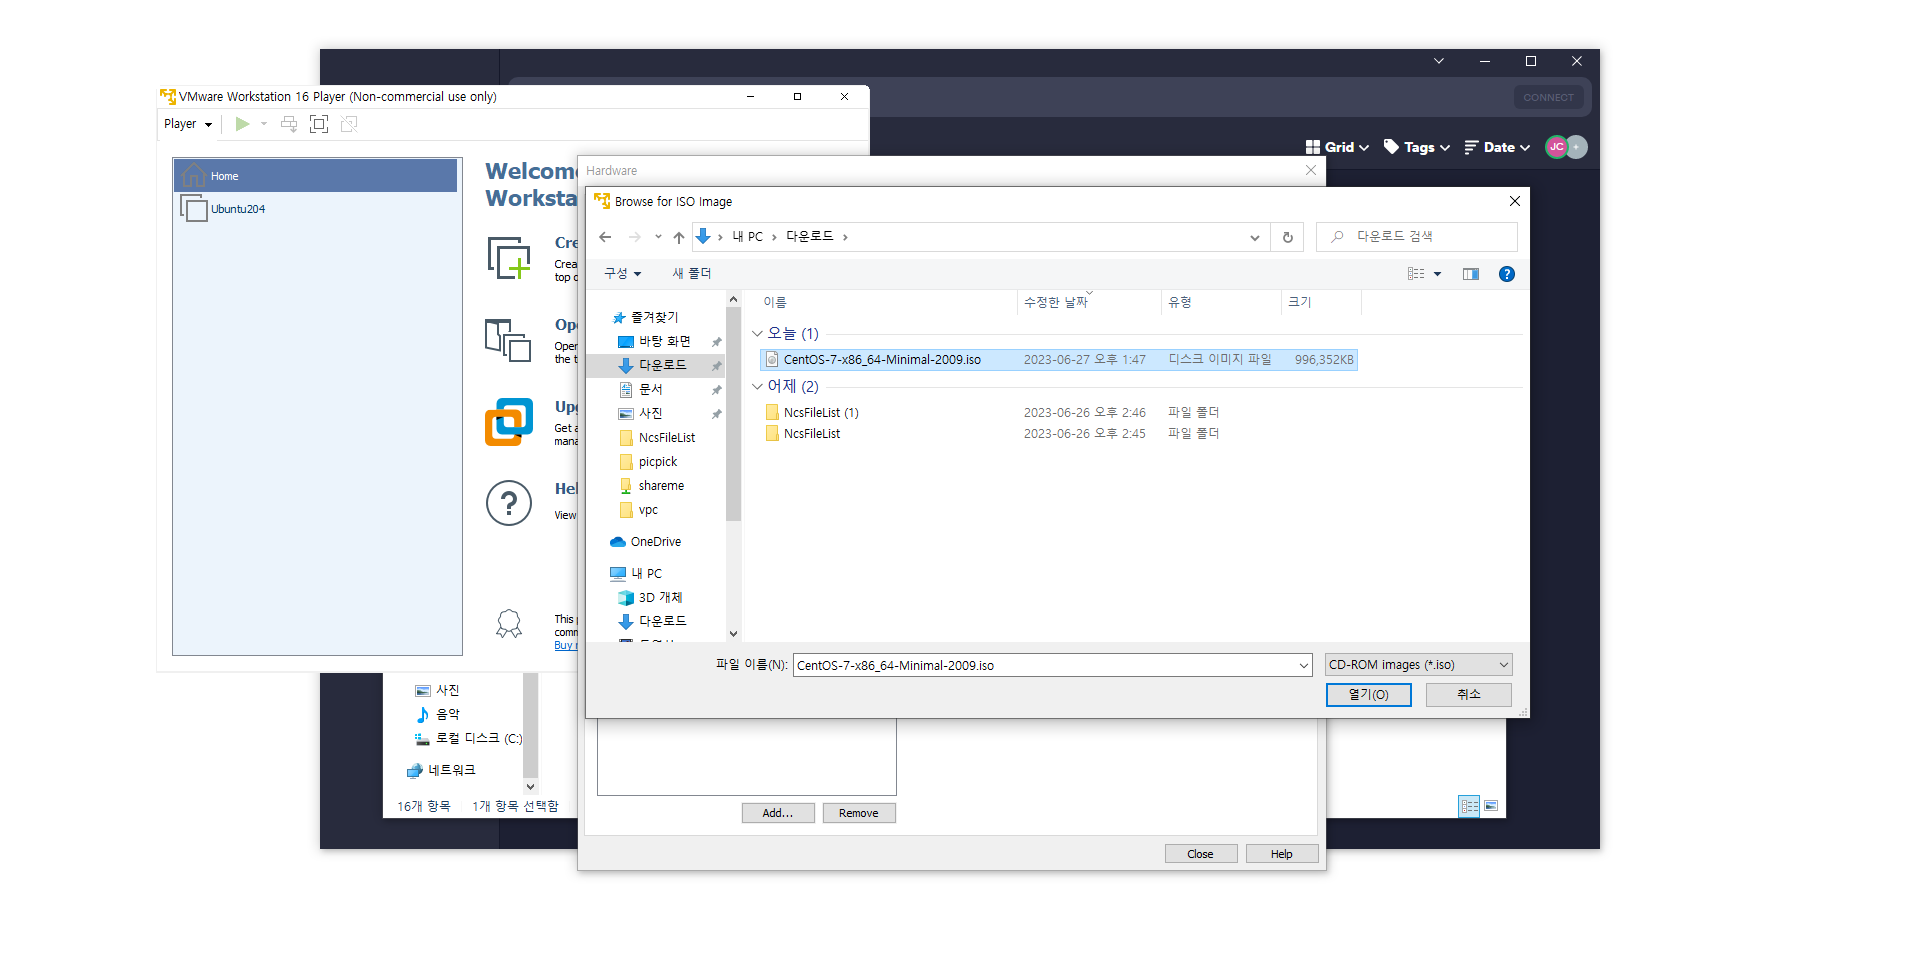 CONNECT
VMware Workstation 16 Player (Non-commercial use only)
Player
Grid
Tags
Date
JC
+
Home
Ubuntu204
Welcom
Worksta
Cre
Crea
top o
Ope
Open
the t
Upg
Get a
mana
?
Hel
View
This
comm
Buy
Hardware
Browse for ISO Image
내 PC
다운로드
다운로드 검색
구성
새 폴더
?
이름
수정한 날짜
유형
크기
즐겨찾기
바탕 화면
다운로드
문서
사진
NcsFileList
picpick
shareme
vpc
OneDrive
내 PC
3D 개체
다운로드
오늘 (1)
CentOS-7-x86_64-Minimal-2009.iso 2023-06-27 오후 1:47 디스크 이미지 파일 996,352KB
어제 (2)
NcsFileList (1) 2023-06-26 오후 2:46 파일 폴더
NcsFileList 2023-06-26 오후 2:45 파일 폴더
파일 이름(N): CentOS-7-x86_64-Minimal-2009.iso
CD-ROM images (*.iso)
열기(O)
취소
사진
음악
로컬 디스크 (C:)
네트워크
16개 항목 1개 항목 선택함
Add...
Remove
Close
Help